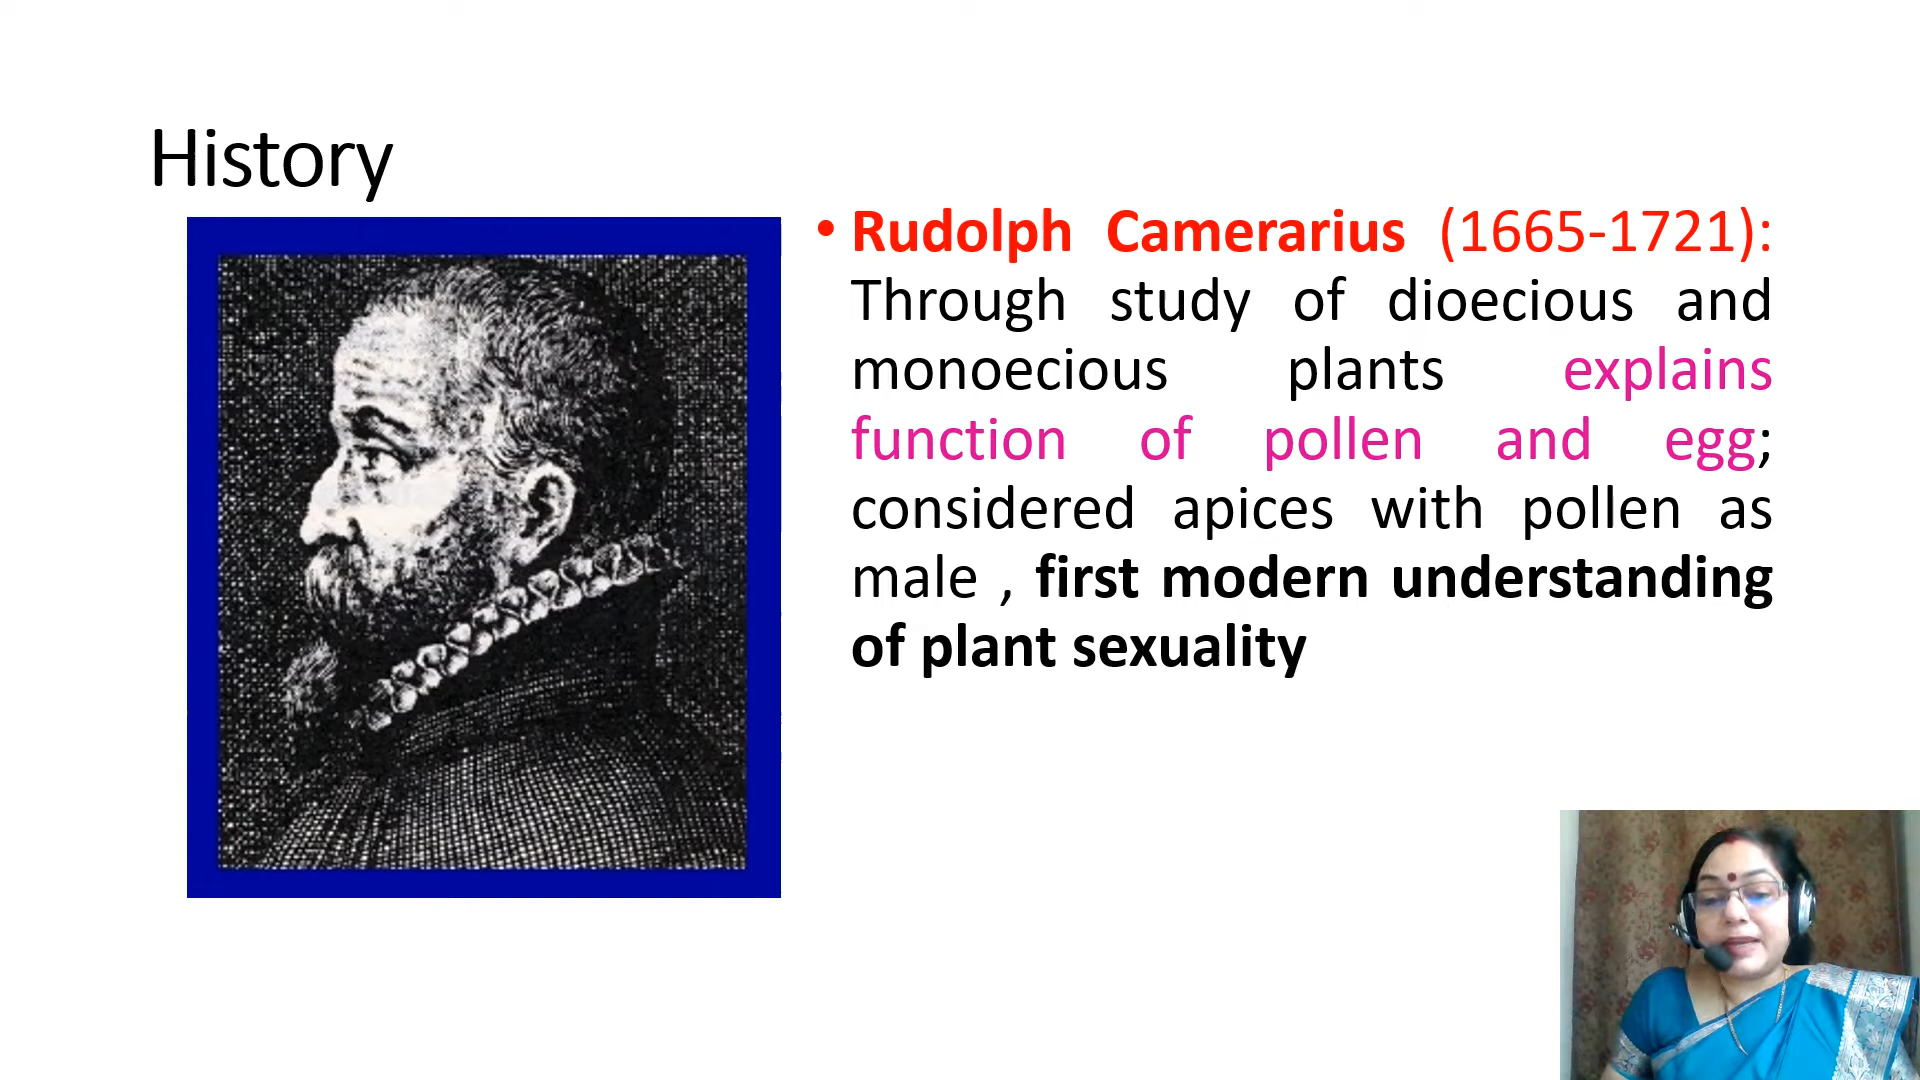 History
• Rudolph Camerarius (1665-1721):
Through study of dioecious and
monoecious plants explains
function of pollen and egg;
considered apices with pollen as
male , first modern understanding
of plant sexuality